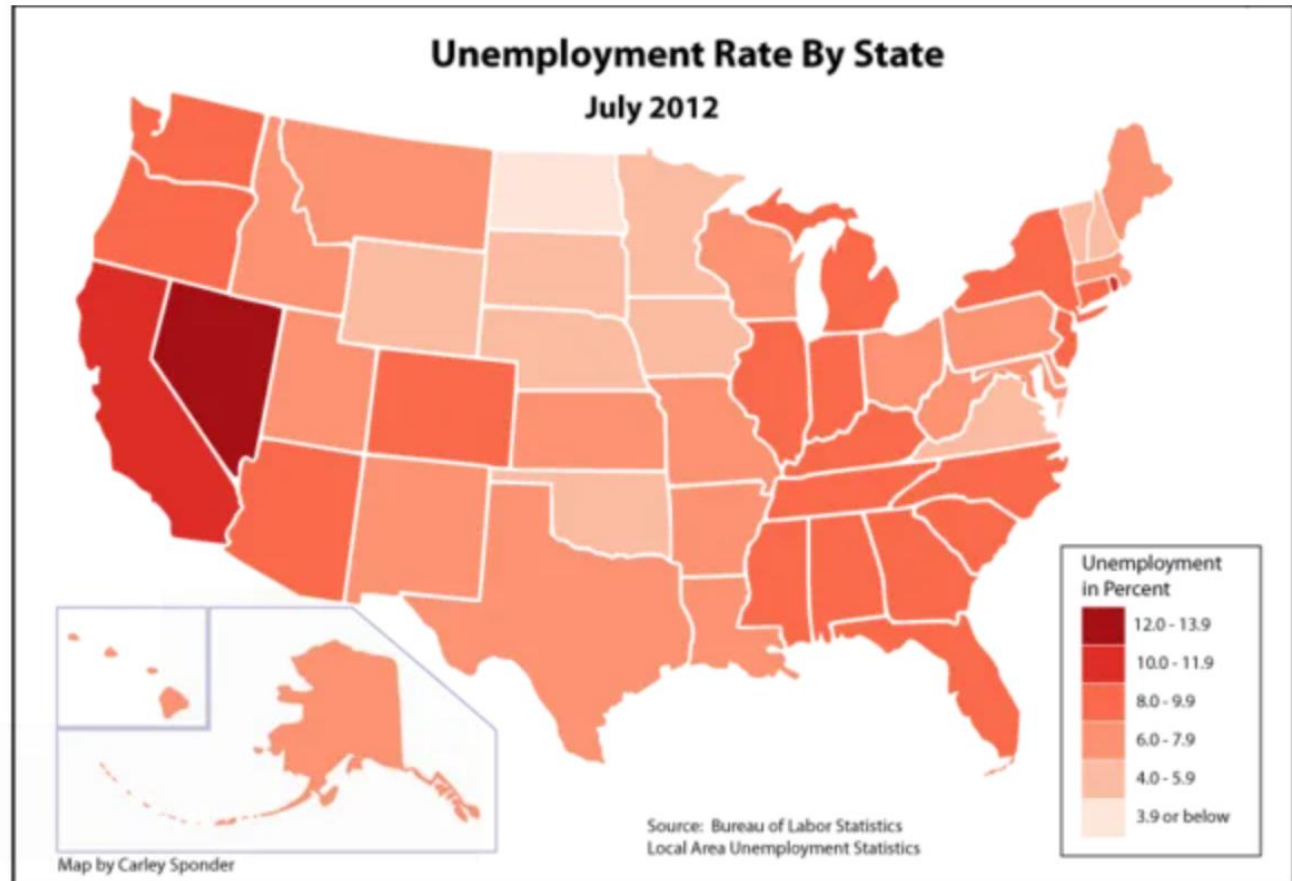 Unemployment Rate By State
July 2012
Unemployment
in Percent
12.0 - 13.9
10.0 - 11.9
8.0 - 9.9
6.0 - 7.9
4.0 - 5.9
3.9 or below
Source: Bureau of Labor Statistics
Local Area Unemployment Statistics
Map by Carley Sponder